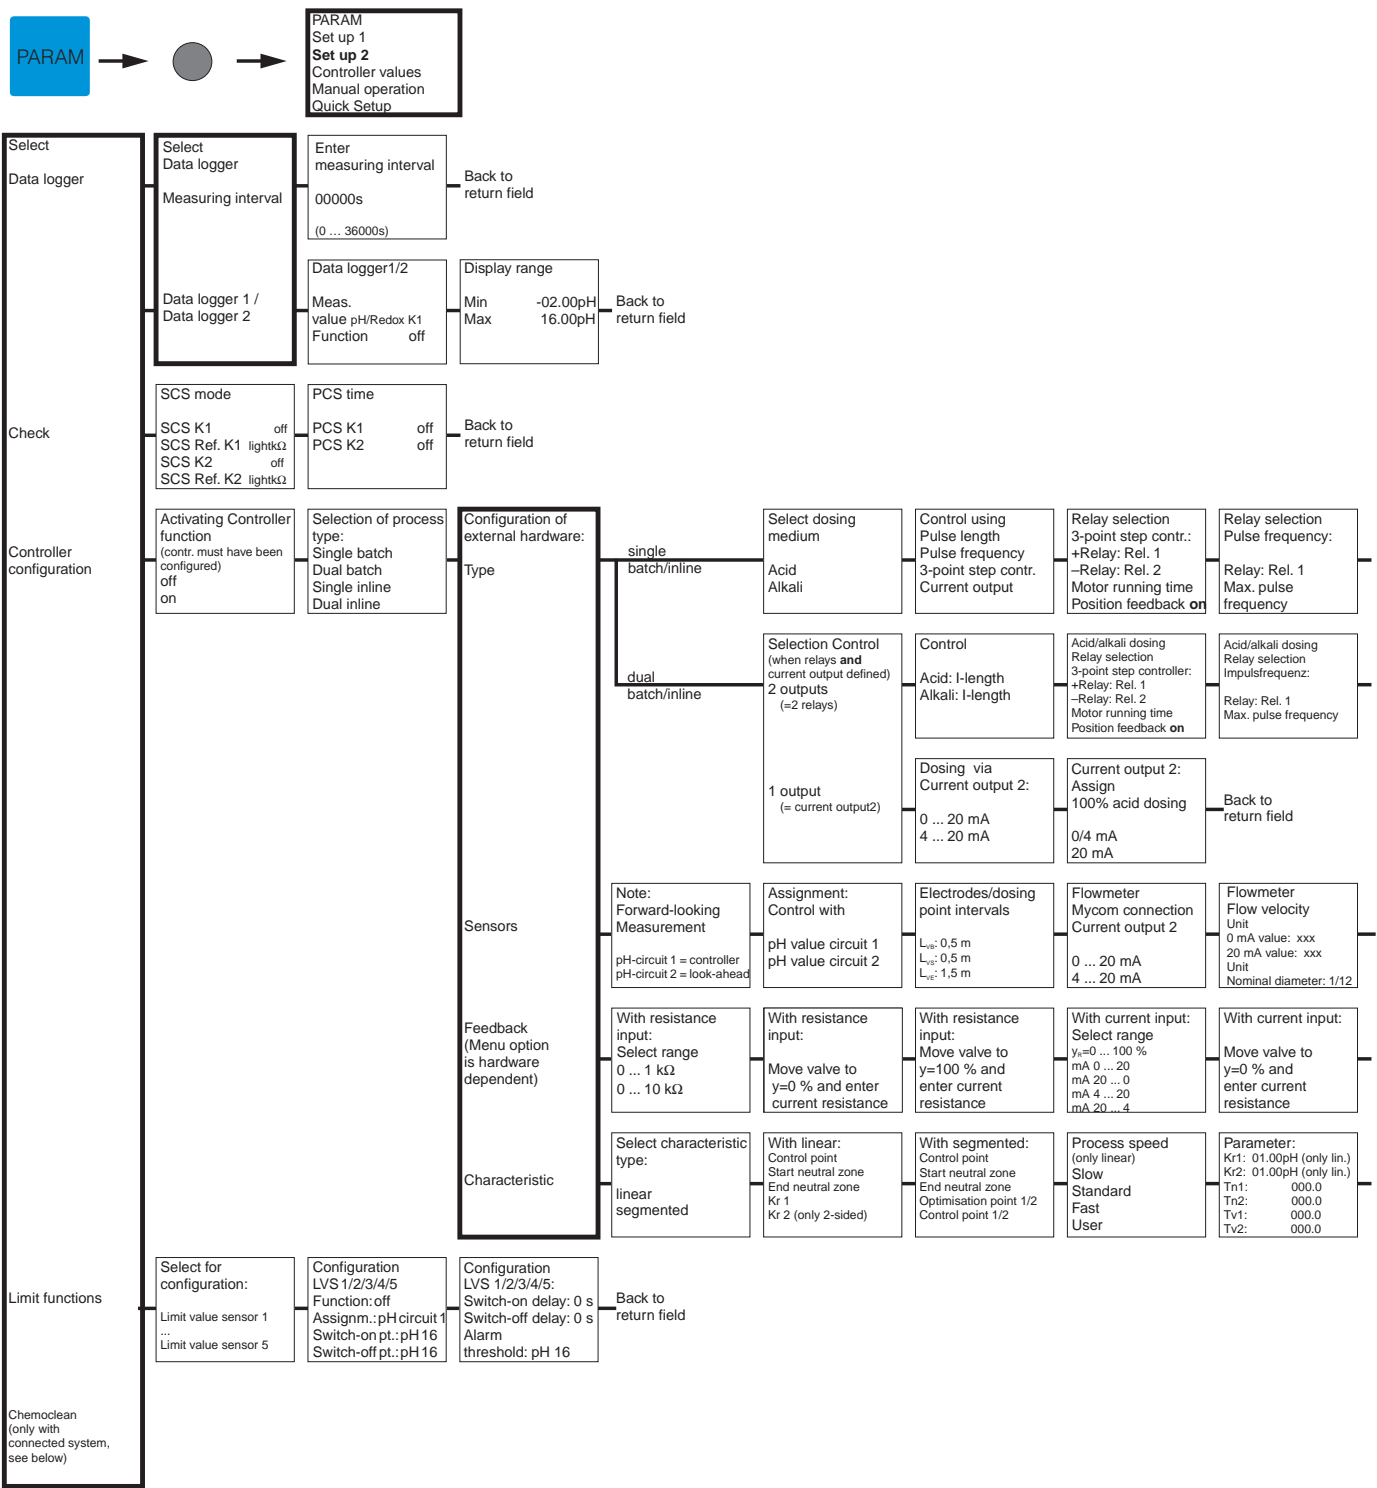 PARAM
PARAM
Set up 1
Set up 2
Controller values
Manual operation
Quick Setup
Select
Data logger
Select
Data logger
Measuring interval
Enter
measuring interval
00000s
(0 ... 36000s)
Back to
return field
Data logger 1 /
Data logger 2
Data logger1/2
Meas.
value pH/Redox K1
Function off
Display range
Min -02.00pH
Max 16.00pH
Back to
return field
Check
SCS mode
SCS K1 off
SCS Ref. K1 lightkΩ
SCS K2 off
SCS Ref. K2 lightkΩ
PCS time
PCS K1 off
PCS K2 off
Back to
return field
Controller
configuration
Activating Controller
function
(contr. must have been
configured)
off
on
Selection of process
type:
Single batch
Dual batch
Single inline
Dual inline
Configuration of
external hardware:
Type
single
batch/inline
Select dosing
medium
Acid
Alkali
Control using
Pulse length
Pulse frequency
3-point step contr.
Current output
Relay selection
3-point step contr.:
+Relay: Rel. 1
–Relay: Rel. 2
Motor running time
Position feedback on
Relay selection
Pulse frequency:
Relay: Rel. 1
Max. pulse
frequency
dual
batch/inline
Selection Control
(when relays and
current output defined)
2 outputs
(=2 relays)
Control
Acid: I-length
Alkali: I-length
Acid/alkali dosing
Relay selection
3-point step controller:
+Relay: Rel. 1
–Relay: Rel. 2
Motor running time
Position feedback on
Acid/alkali dosing
Relay selection
Impulsfrequenz:
Relay: Rel. 1
Max. pulse frequency
1 output
(= current output2)
Dosing via
Current output 2:
0 ... 20 mA
4 ... 20 mA
Current output 2:
Assign
100% acid dosing
0/4 mA
20 mA
Back to
return field
Sensors
Note:
Forward-looking
Measurement
pH-circuit 1 = controller
pH-circuit 2 = look-ahead
Assignment:
Control with
pH value circuit 1
pH value circuit 2
Electrodes/dosing
point intervals
LVB: 0,5 m
LVS: 0,5 m
LVE: 1,5 m
Flowmeter
Mycom connection
Current output 2
0 ... 20 mA
4 ... 20 mA
Flowmeter
Flow velocity
Unit
0 mA value: xxx
20 mA value: xxx
Unit
Nominal diameter: 1/12
Feedback
(Menu option
is hardware
dependent)
With resistance
input:
Select range
0 ... 1 kΩ
0 ... 10 kΩ
With resistance
input:
Move valve to
y=0 % and enter
current resistance
With resistance
input:
Move valve to
y=100 % and
enter current
resistance
With current input:
Select range
yR=0 ... 100 %
mA 0 ... 20
mA 20 ... 0
mA 4 ... 20
mA 20 ... 4
With current input:
Move valve to
y=0 % and
enter current
resistance
Characteristic
Select characteristic
type:
linear
segmented
With linear:
Control point
Start neutral zone
End neutral zone
Kr 1
Kr 2 (only 2-sided)
With segmented:
Control point
Start neutral zone
End neutral zone
Optimisation point 1/2
Control point 1/2
Process speed
(only linear)
Slow
Standard
Fast
User
Parameter:
Kr1: 01.00pH (only lin.)
Kr2: 01.00pH (only lin.)
Tn1: 000.0
Tn2: 000.0
Tv1: 000.0
Tv2: 000.0
Limit functions
Select for
configuration:
Limit value sensor 1
...
Limit value sensor 5
Configuration
LVS 1/2/3/4/5
Function: off
Assignm.: pH circuit 1
Switch-on pt.: pH 16
Switch-off pt.: pH 16
Configuration
LVS 1/2/3/4/5:
Switch-on delay: 0 s
Switch-off delay: 0 s
Alarm
threshold: pH 16
Back to
return field
Chemoclean
(only with
connected system,
see below)